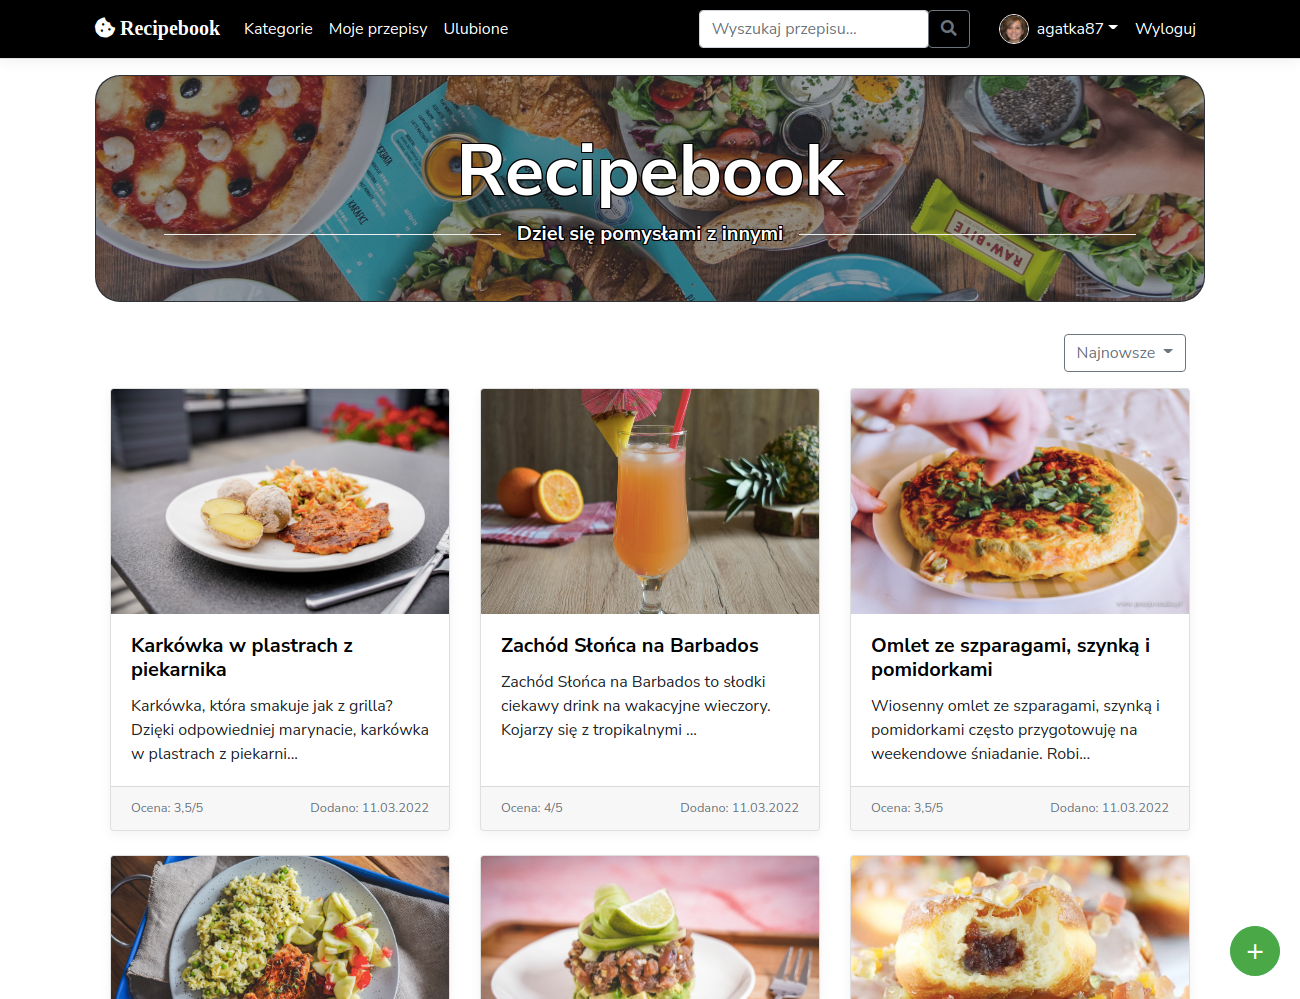 Recipebook
Kategorie
Moje przepisy
Ulubione
Wyszukaj przepisu...
agatka87
Wyloguj
Recipebook
Dziel się pomysłami z innymi
RAW·BITE
Najnowsze
Karkówka w plastrach z
piekarnika
Karkówka, która smakuje jak z grilla?
Dzięki odpowiedniej marynacie, karkówka
w plastrach z piekarni...
Ocena: 3,5/5
Dodano: 11.03.2022
Zachód Słońca na Barbados
Zachód Słońca na Barbados to słodki
ciekawy drink na wakacyjne wieczory.
Kojarzy się z tropikalnymi ...
Ocena: 4/5
Dodano: 11.03.2022
Omlet ze szparagami, szynką i
pomidorkami
Wiosenny omlet ze szparagami, szynką i
pomidorkami często przygotowuję na
weekendowe śniadanie. Robi...
Ocena: 3,5/5
Dodano: 11.03.2022
+